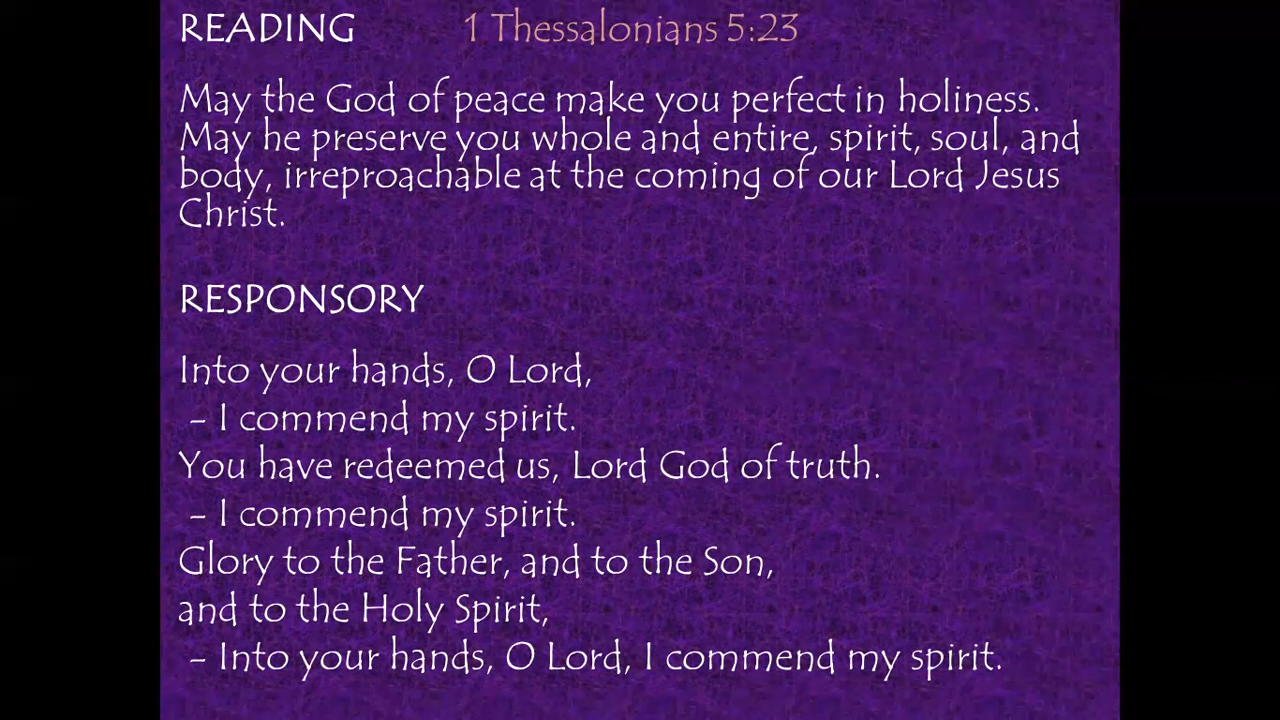 READING 1 Thessalonians 5:23
May the God of peace make you perfect in holiness.
May he preserve you whole and entire, spirit, soul, and
body, irreproachable at the coming of our Lord Jesus
Christ.
RESPONSORY
Into your hands, O Lord,
– I commend my spirit.
You have redeemed us, Lord God of truth.
– I commend my spirit.
Glory to the Father, and to the Son,
and to the Holy Spirit,
– Into your hands, O Lord, I commend my spirit.